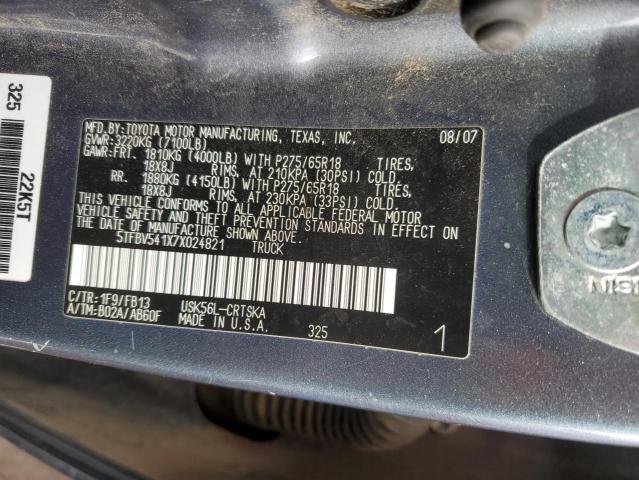 325
22K5T
MFD. BY: TOYOTA MOTOR MANUFACTURING, TEXAS, INC. 08/07
GVWR: 3220KG (7100LB)
GAWR: FRT. 1810KG (4000LB) WITH P275/65R18 TIRES,
18X8J RIMS, AT 210KPA (30PSI) COLD
RR. 1880KG (4150LB) WITH P275/65R18 TIRES,
18X8J RIMS, AT 230KPA (33PSI) COLD.
THIS VEHICLE CONFORMS TO ALL APPLICABLE FEDERAL MOTOR
VEHICLE SAFETY AND BUMPER STANDARDS IN EFFECT ON
THE DATE OF MANUFACTURE SHOWN ABOVE.
5TFBV541X7X024821 TRUCK
C/TR: 1F9/FB13 USK56L-CRTSKA
A/TM: B02A/AB60F MADE IN U.S.A. 325 1